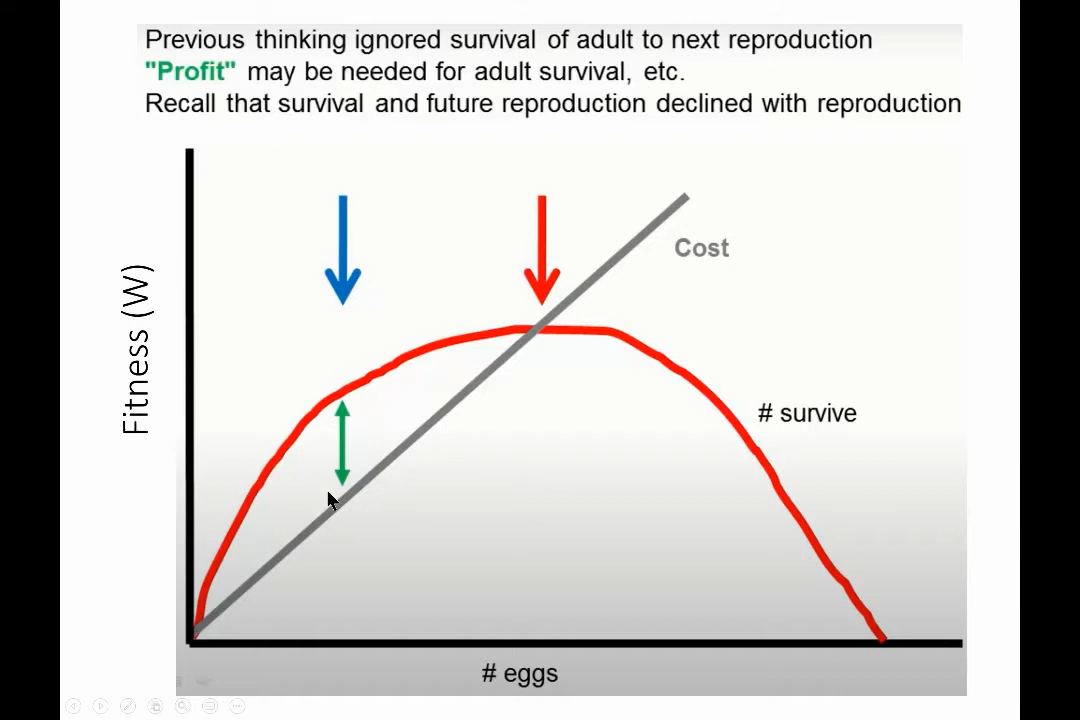 Previous thinking ignored survival of adult to next reproduction
"Profit" may be needed for adult survival, etc.
Recall that survival and future reproduction declined with reproduction
Cost
Fitness (W)
# survive
# eggs